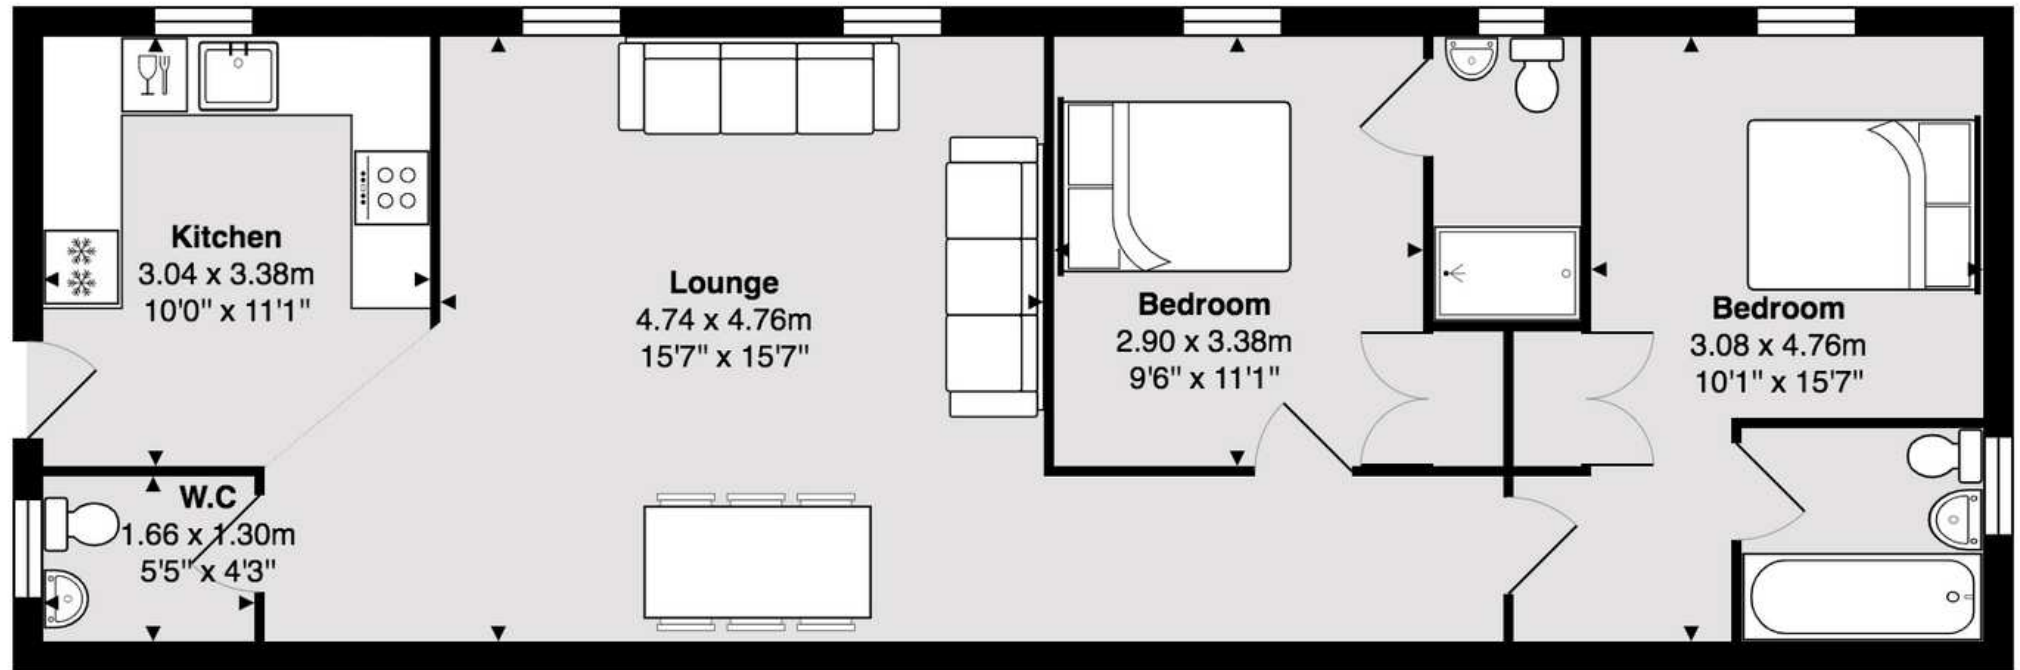 Kitchen
3.04 x 3.38m
10'0" x 11'1"
Lounge
4.74 x 4.76m
15'7" x 15'7"
Bedroom
2.90 x 3.38m
9'6" x 11'1"
Bedroom
3.08 x 4.76m
10'1" x 15'7"
W.C
1.66 x 1.30m
5'5" x 4'3"